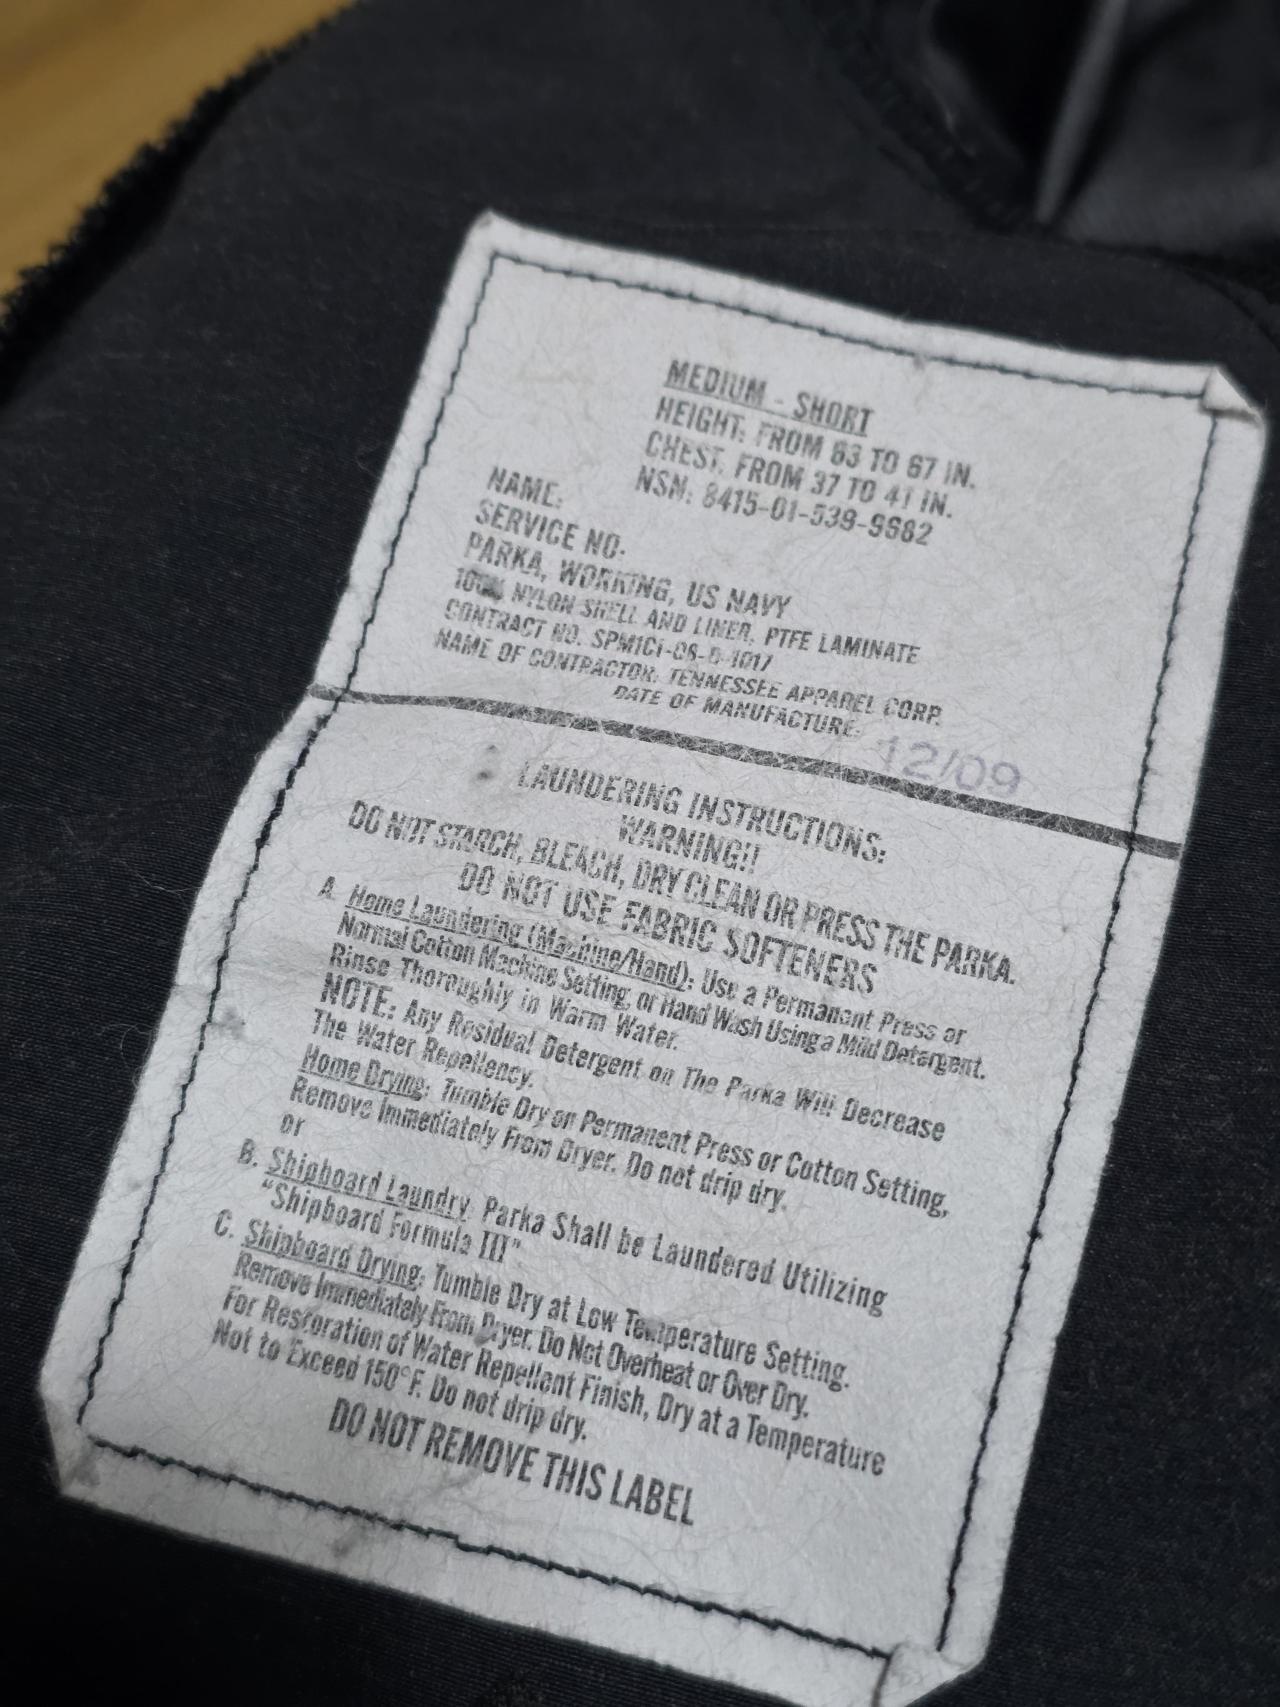 MEDIUM - SHORT
HEIGHT: FROM 63 TO 67 IN.
CHEST. FROM 37 TO 41 IN.
NSN: 8415-01-539-9682
NAME:
SERVICE NO.
PARKA, WORKING, US NAVY
100% NYLON SHELL AND LINER, PTFE LAMINATE
CONTRACT NO. SPM1C1-08-D-1017
NAME OF CONTRACTOR: TENNESSEE APPAREL CORP.
DATE OF MANUFACTURE: 12/09
LAUNDERING INSTRUCTIONS:
WARNING!!
DO NOT STARCH, BLEACH, DRY CLEAN OR PRESS THE PARKA.
DO NOT USE FABRIC SOFTENERS
A. Home Laundering (Machine/Hand): Use a Permanent Press or
Normal Cotton Machine Setting, or Hand Wash Using a Mild Detergent.
Rinse Thoroughly in Warm Water.
NOTE: Any Residual Detergent on The Parka Will Decrease
The Water Repellency.
Home Drying: Tumble Dry on Permanent Press or Cotton Setting,
Remove Immediately From Dryer. Do not drip dry.
or
B. Shipboard Laundry. Parka Shall be Laundered Utilizing
"Shipboard Formula III"
C. Shipboard Drying: Tumble Dry at Low Temperature Setting.
Remove Immediately From Dryer. Do Not Overheat or Over Dry.
For Restoration of Water Repellent Finish, Dry at a Temperature
Not to Exceed 150°F. Do not drip dry.
DO NOT REMOVE THIS LABEL